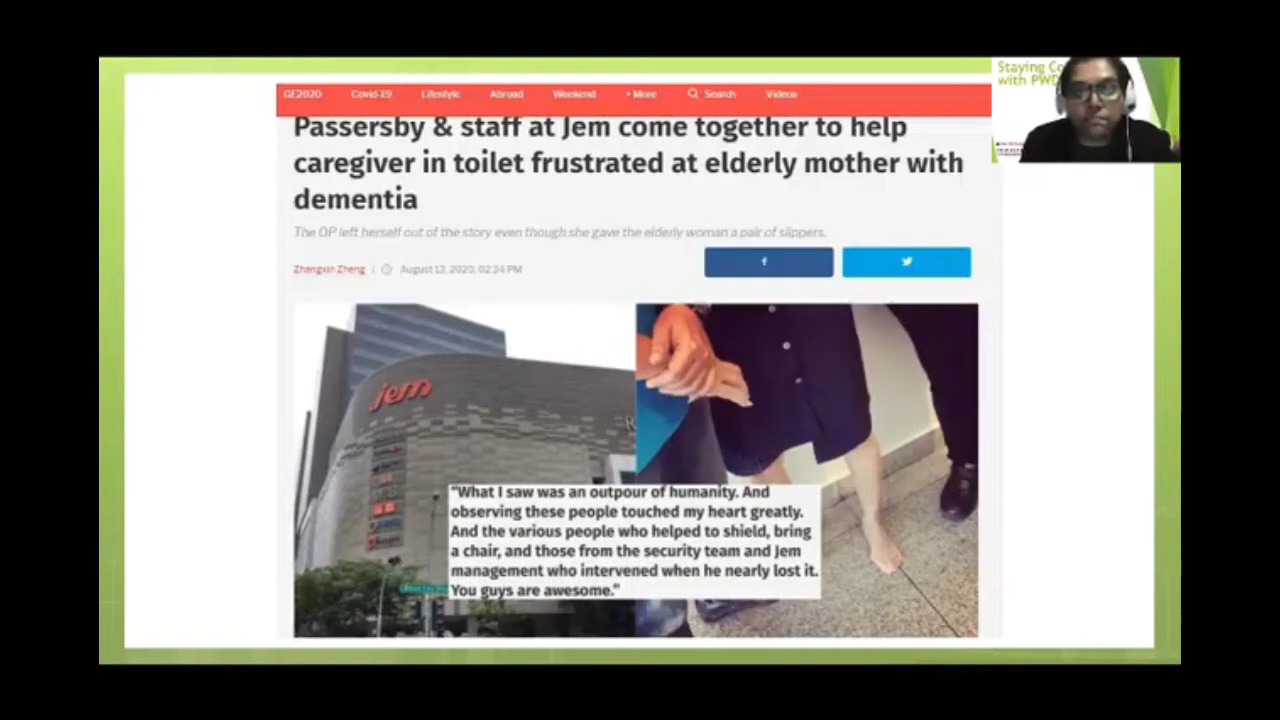 GE2020 Covid-19 Lifestyle Abroad Weekend + More Search Videos
Staying Co
with PWD
Passersby & staff at Jem come together to help
caregiver in toilet frustrated at elderly mother with
dementia
The OP left herself out of the story even though she gave the elderly woman a pair of slippers.
Zhangxin Zheng | August 13, 2020, 02:34 PM
jem
"What I saw was an outpour of humanity. And
observing these people touched my heart greatly.
And the various people who helped to shield, bring
a chair, and those from the security team and Jem
management who intervened when he nearly lost it.
You guys are awesome."